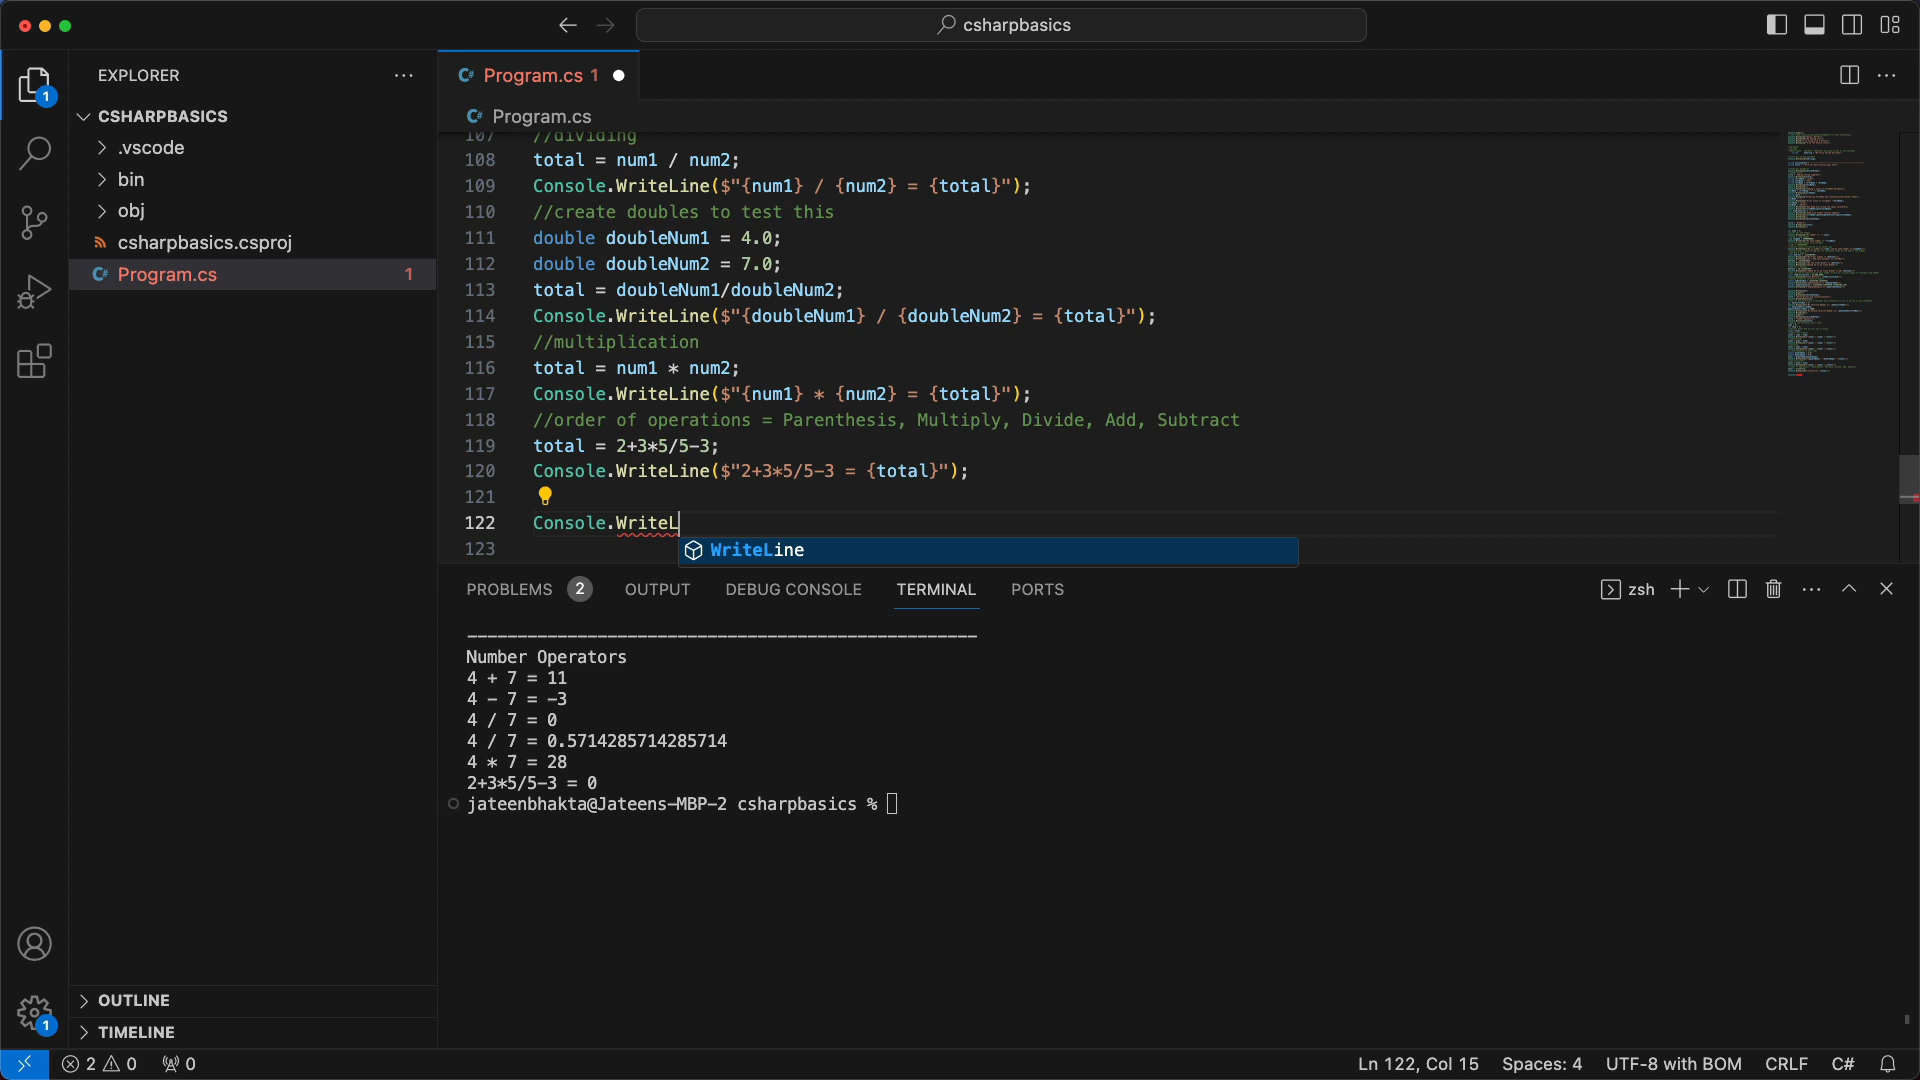 csharpbasics
EXPLORER
CSHARPBASICS
.vscode
bin
obj
csharpbasics.csproj
C# Program.cs 1
1
OUTLINE
TIMELINE
1
C# Program.cs 1
C# Program.cs
107 //dividing
108 total = num1 / num2;
109 Console.WriteLine($"{num1} / {num2} = {total}");
110 //create doubles to test this
111 double doubleNum1 = 4.0;
112 double doubleNum2 = 7.0;
113 total = doubleNum1/doubleNum2;
114 Console.WriteLine($"{doubleNum1} / {doubleNum2} = {total}");
115 //multiplication
116 total = num1 * num2;
117 Console.WriteLine($"{num1} * {num2} = {total}");
118 //order of operations = Parenthesis, Multiply, Divide, Add, Subtract
119 total = 2+3*5/5-3;
120 Console.WriteLine($"2+3*5/5-3 = {total}");
121
122 Console.WriteL
123
WriteLine
PROBLEMS 2 OUTPUT DEBUG CONSOLE TERMINAL PORTS
zsh
---------------------------------------------------
Number Operators
4 + 7 = 11
4 - 7 = -3
4 / 7 = 0
4 / 7 = 0.5714285714285714
4 * 7 = 28
2+3*5/5-3 = 0
jateenbhakta@Jateens-MBP-2 csharpbasics %
2 0 0
Ln 122, Col 15 Spaces: 4 UTF-8 with BOM CRLF C#